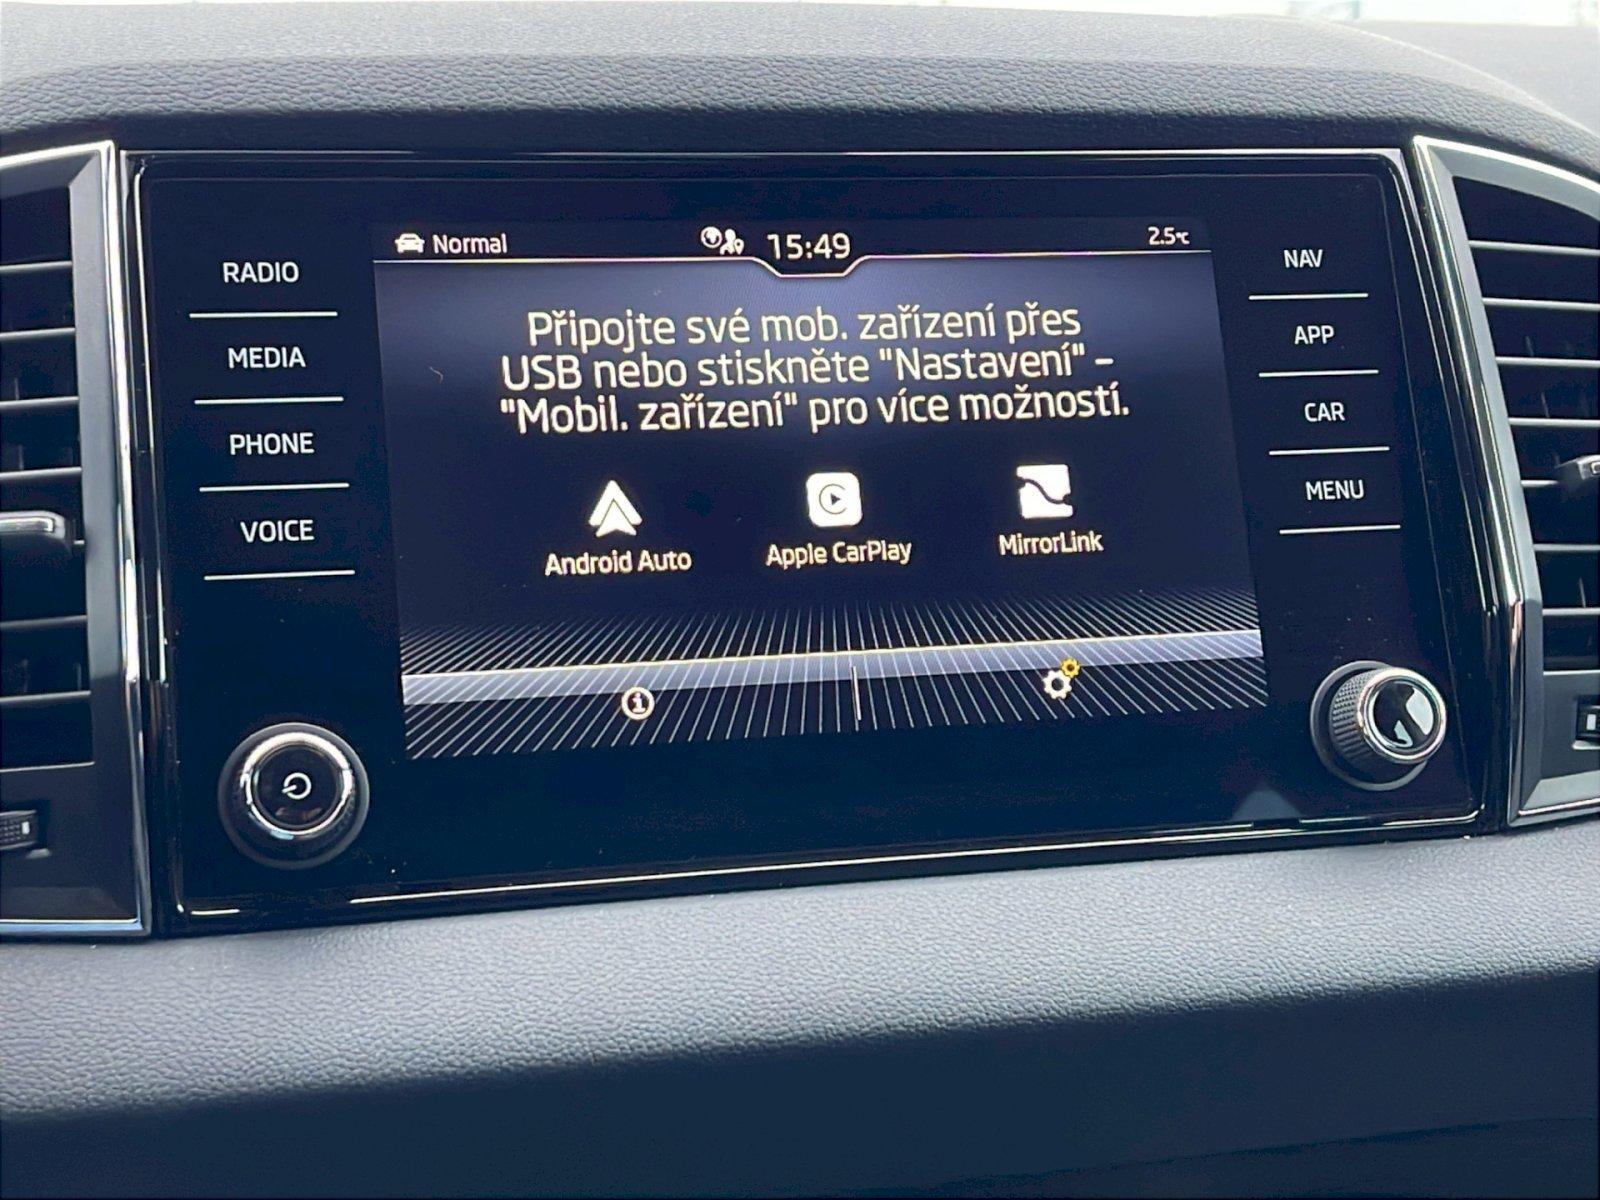 Normal
15:49
2.5°C
RADIO
MEDIA
PHONE
VOICE
Připojte své mob. zařízení přes
USB nebo stiskněte "Nastavení" –
"Mobil. zařízení" pro více možností.
Android Auto
Apple CarPlay
MirrorLink
NAV
APP
CAR
MENU